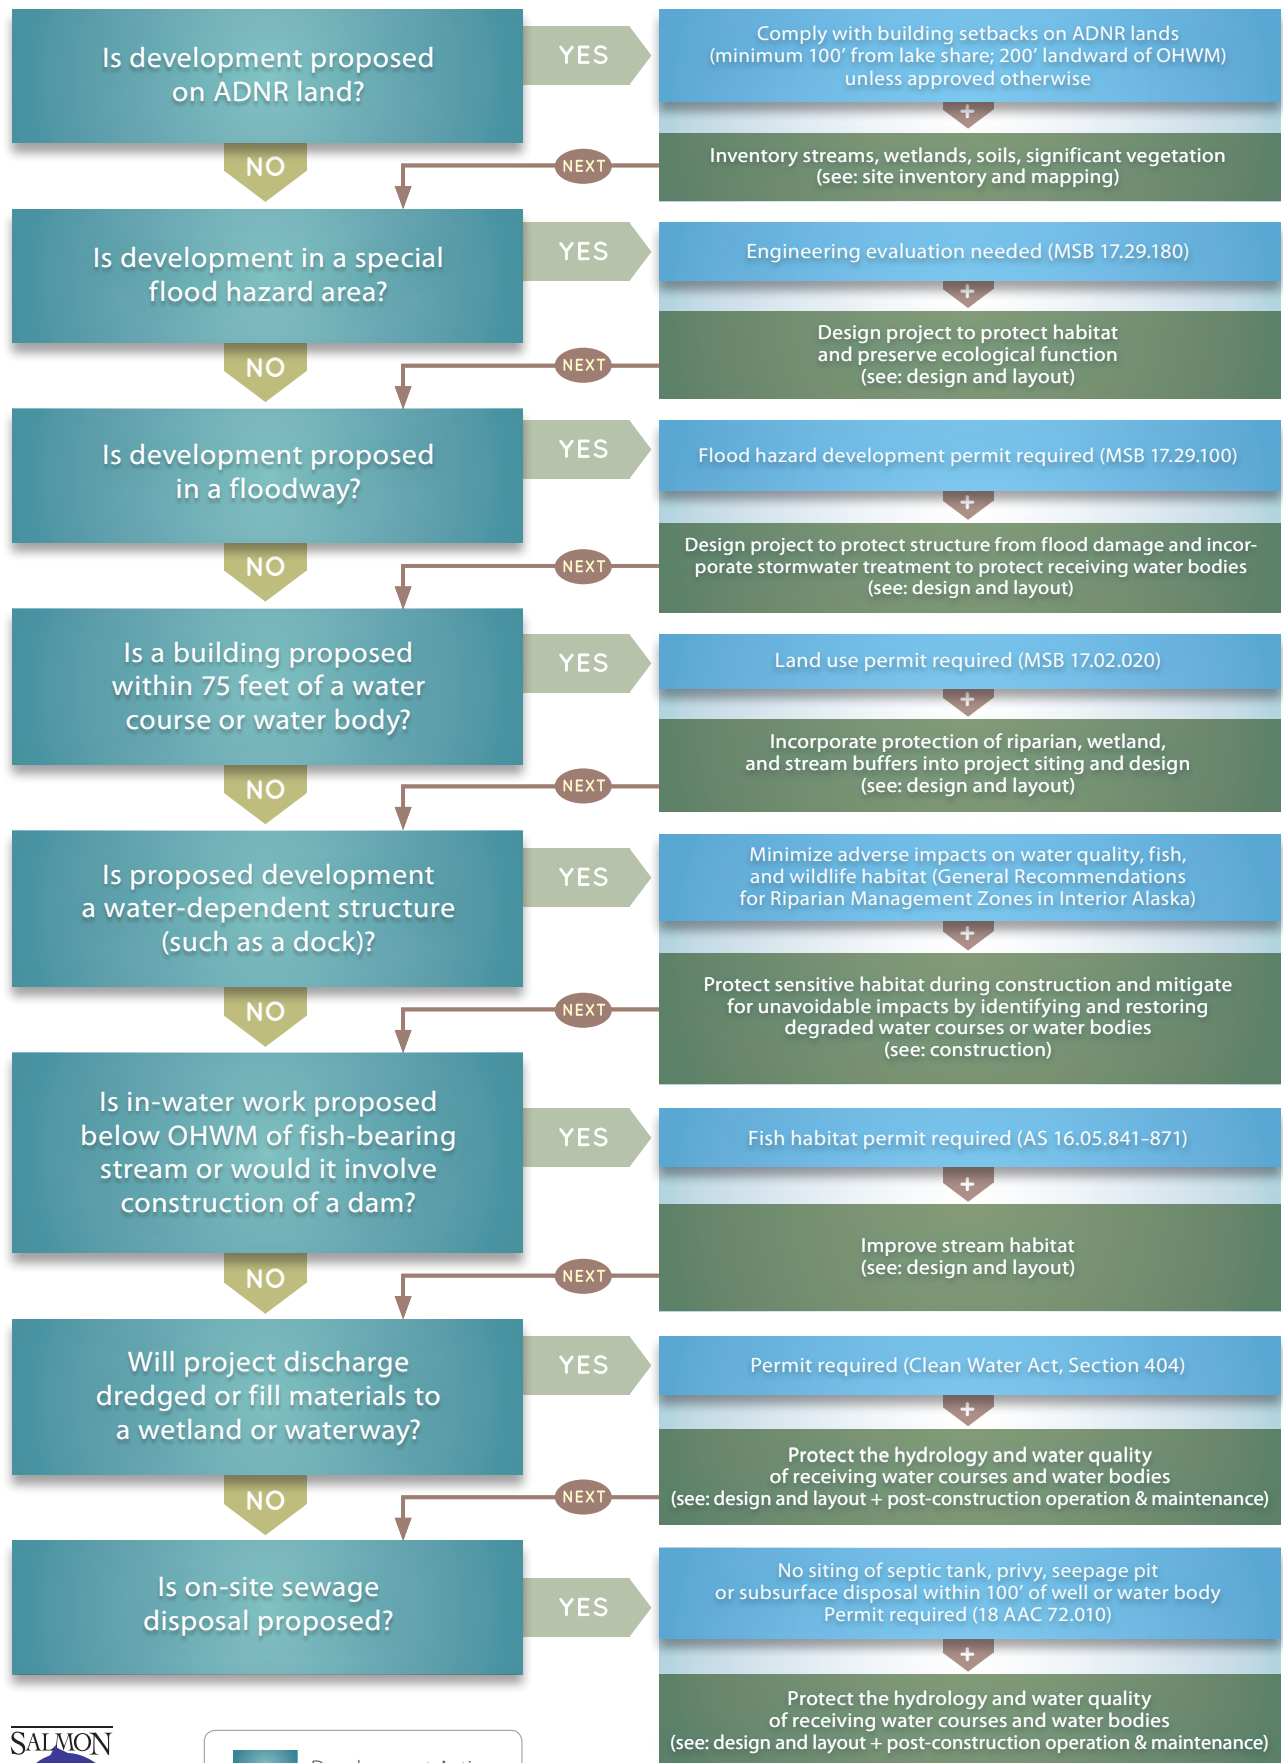 Is development proposed
on ADNR land?
YES
Comply with building setbacks on ADNR lands
(minimum 100’ from lake share; 200’ landward of OHWM)
unless approved otherwise
+
Inventory streams, wetlands, soils, significant vegetation
(see: site inventory and mapping)
NO
NEXT
Is development in a special
flood hazard area?
YES
Engineering evaluation needed (MSB 17.29.180)
+
Design project to protect habitat
and preserve ecological function
(see: design and layout)
NO
NEXT
Is development proposed
in a floodway?
YES
Flood hazard development permit required (MSB 17.29.100)
+
Design project to protect structure from flood damage and incor-
porate stormwater treatment to protect receiving water bodies
(see: design and layout)
NO
NEXT
Is a building proposed
within 75 feet of a water
course or water body?
YES
Land use permit required (MSB 17.02.020)
+
Incorporate protection of riparian, wetland,
and stream buffers into project siting and design
(see: design and layout)
NO
NEXT
Is proposed development
a water-dependent structure
(such as a dock)?
YES
Minimize adverse impacts on water quality, fish,
and wildlife habitat (General Recommendations
for Riparian Management Zones in Interior Alaska)
+
Protect sensitive habitat during construction and mitigate
for unavoidable impacts by identifying and restoring
degraded water courses or water bodies
(see: construction)
NO
NEXT
Is in-water work proposed
below OHWM of fish-bearing
stream or would it involve
construction of a dam?
YES
Fish habitat permit required (AS 16.05.841–871)
+
Improve stream habitat
(see: design and layout)
NO
NEXT
Will project discharge
dredged or fill materials to
a wetland or waterway?
YES
Permit required (Clean Water Act, Section 404)
+
Protect the hydrology and water quality
of receiving water courses and water bodies
(see: design and layout + post-construction operation & maintenance)
NO
NEXT
Is on-site sewage
disposal proposed?
YES
No siting of septic tank, privy, seepage pit
or subsurface disposal within 100’ of well or water body
Permit required (18 AAC 72.010)
+
Protect the hydrology and water quality
of receiving water courses and water bodies
(see: design and layout + post-construction operation & maintenance)
SALMON